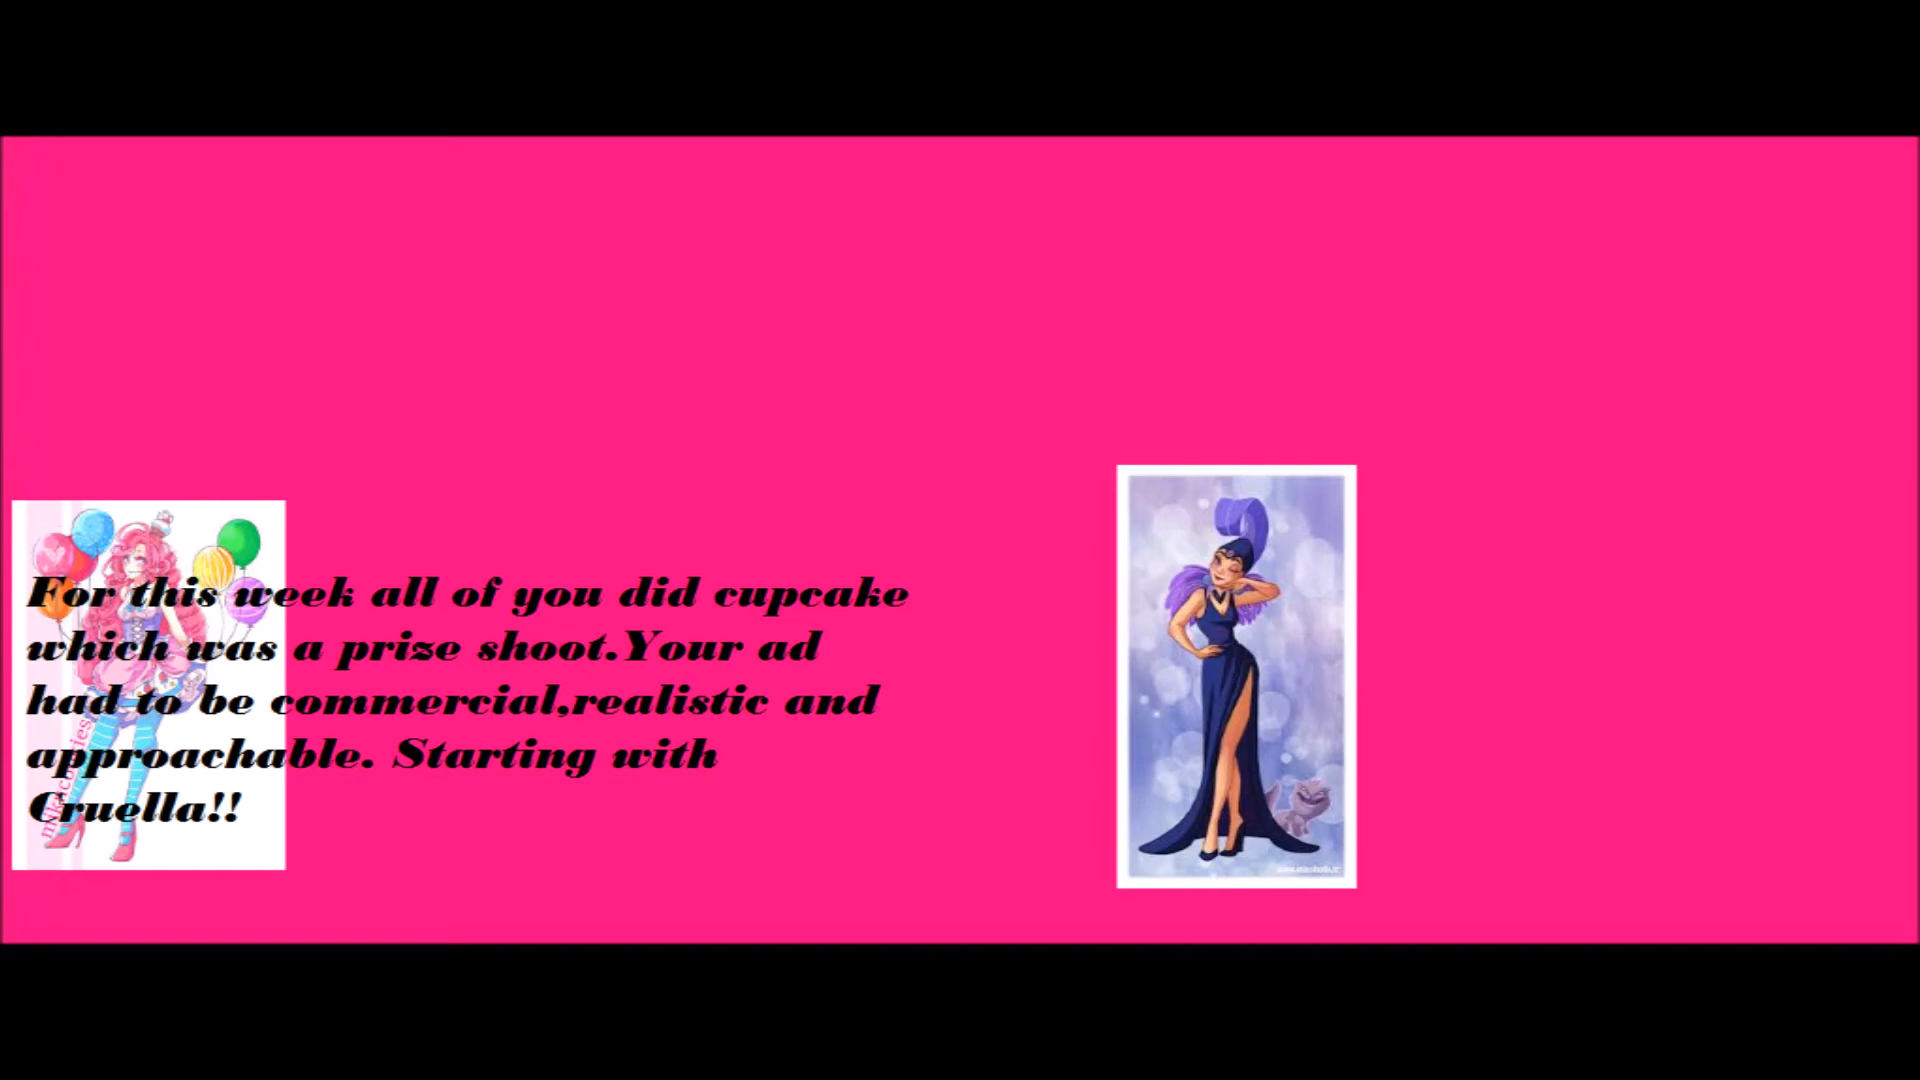 For this week all of you did cupcake
which was a prize shoot.Your ad
had to be commercial,realistic and
approachable. Starting with
Cruella!!